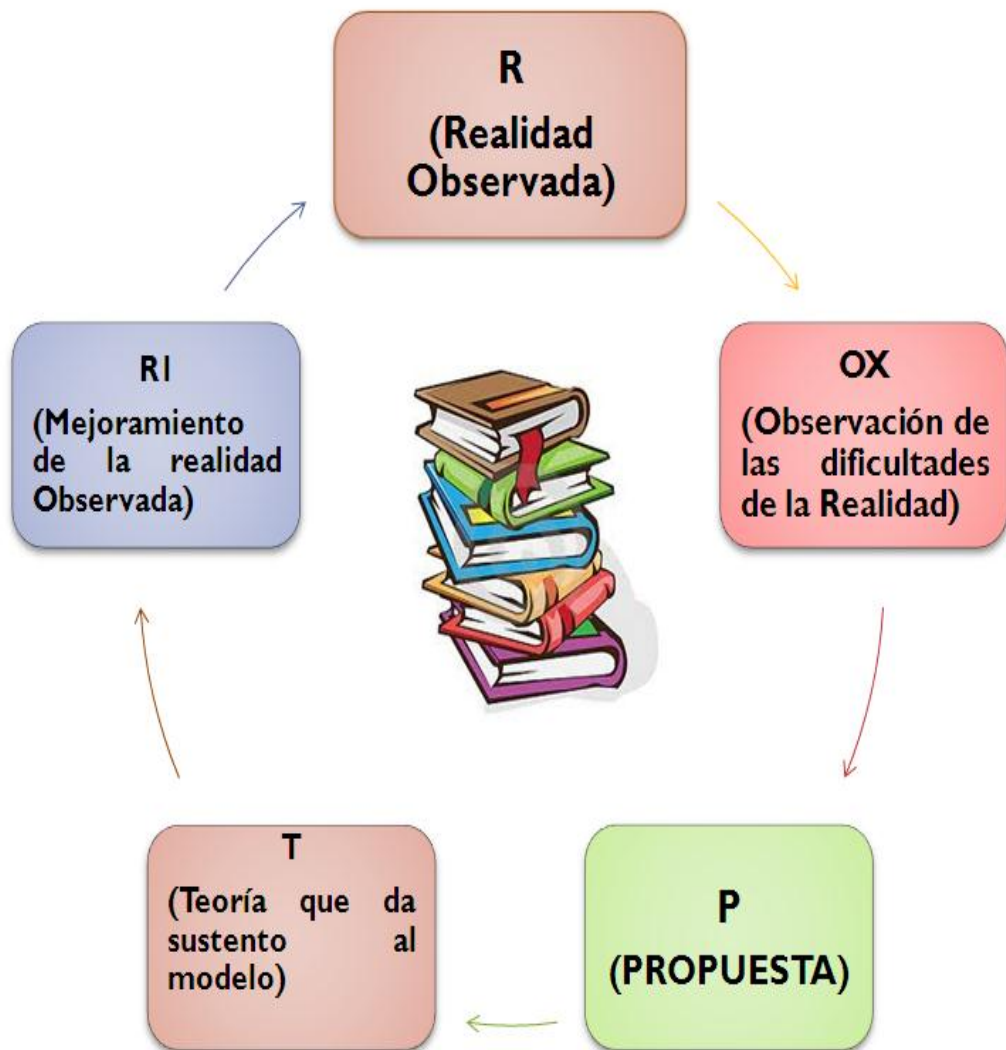 R
(Realidad
Observada)
OX
(Observación de
las dificultades
de la Realidad)
P
(PROPUESTA)
T
(Teoría que da
sustento al
modelo)
RI
(Mejoramiento
de la realidad
Observada)